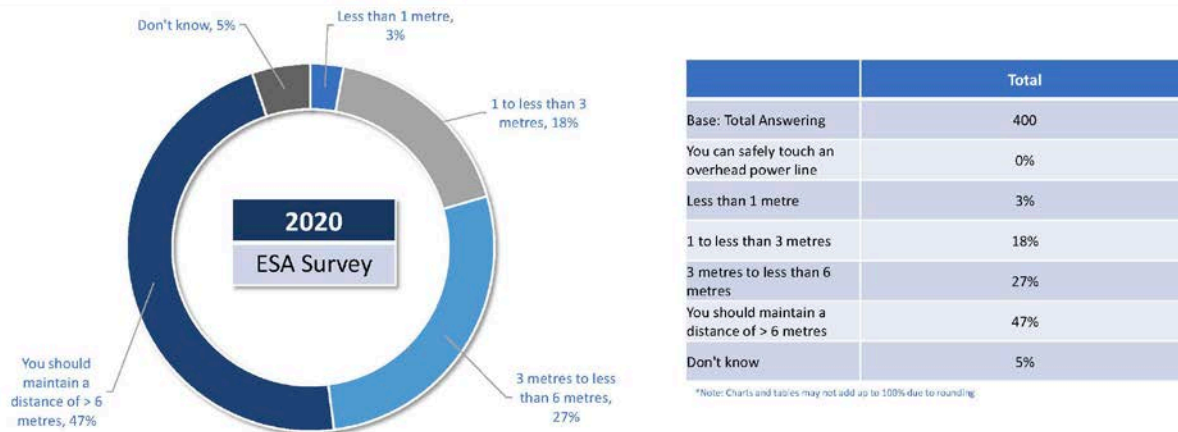 Don't know, 5%
Less than 1 metre,
3%
1 to less than 3
metres, 18%
2020
ESA Survey
You should
maintain a
distance of > 6
metres, 47%
3 metres to less
than 6 metres,
27%
Total
Base: Total Answering 400
You can safely touch an
overhead power line 0%
Less than 1 metre 3%
1 to less than 3 metres 18%
3 metres to less than 6
metres 27%
You should maintain a
distance of > 6 metres 47%
Don't know 5%
*Note: Charts and tables may not add up to 100% due to rounding